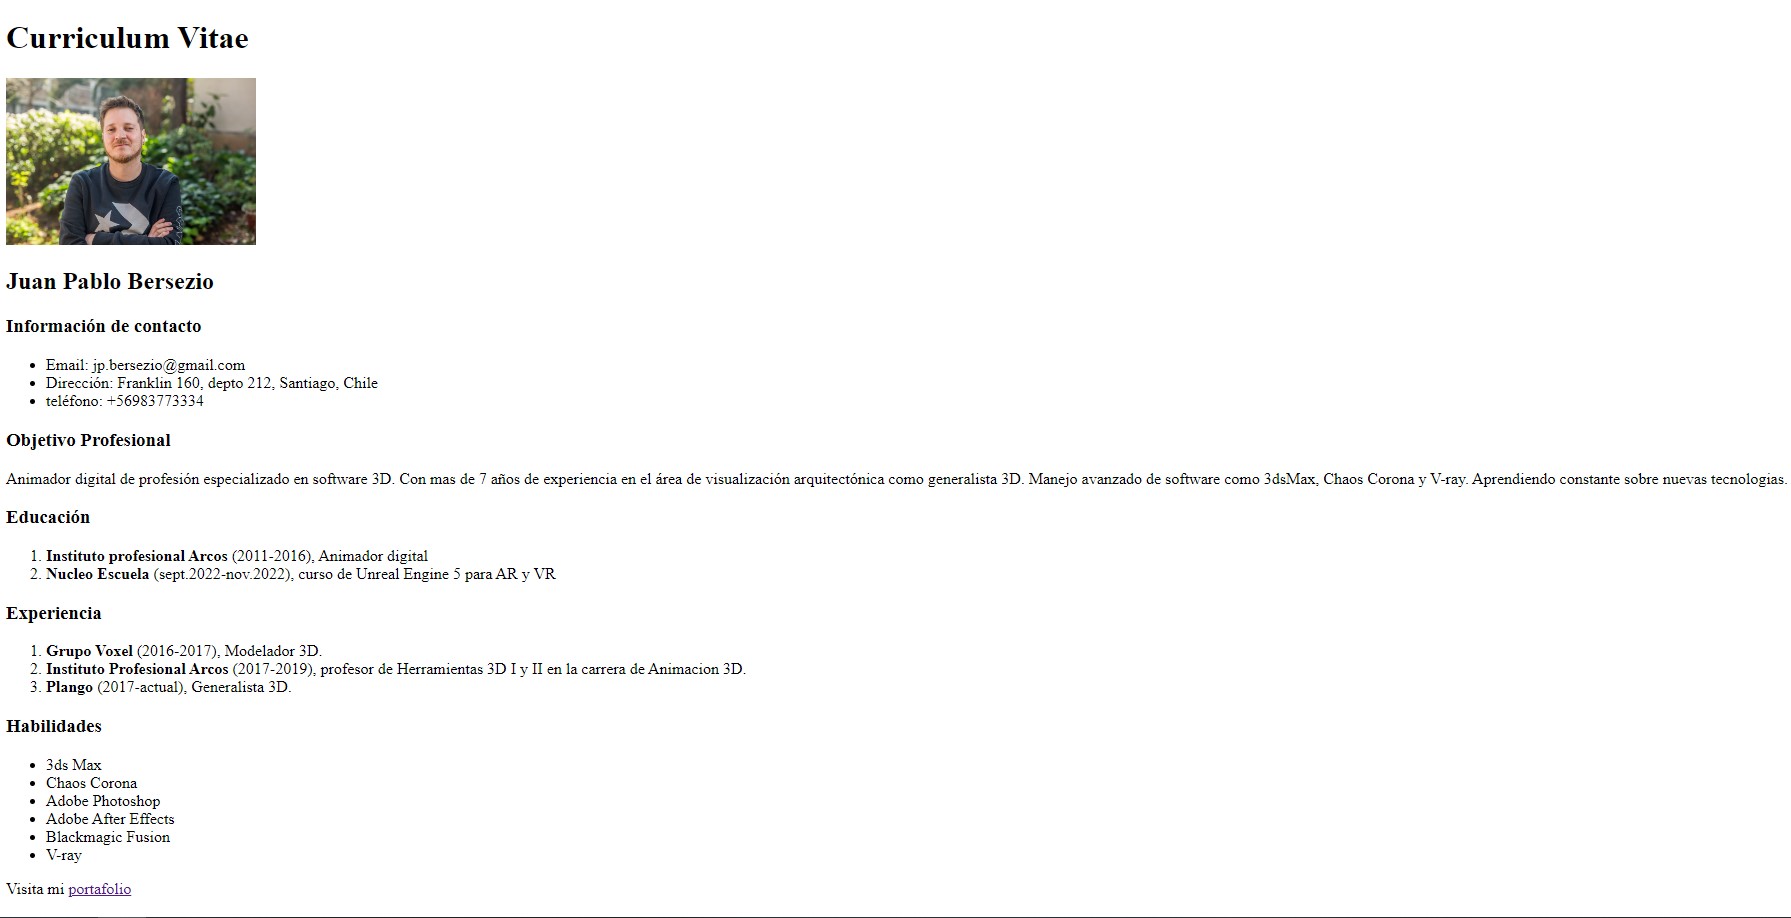 Curriculum Vitae
Juan Pablo Bersezio
Información de contacto
Email: jp.bersezio@gmail.com
Dirección: Franklin 160, depto 212, Santiago, Chile
teléfono: +56983773334
Objetivo Profesional
Animador digital de profesión especializado en software 3D. Con mas de 7 años de experiencia en el área de visualización arquitectónica como generalista 3D. Manejo avanzado de software como 3dsMax, Chaos Corona y V-ray. Aprendiendo constante sobre nuevas tecnologias.
Educación
1. Instituto profesional Arcos (2011-2016), Animador digital
2. Nucleo Escuela (sept.2022-nov.2022), curso de Unreal Engine 5 para AR y VR
Experiencia
1. Grupo Voxel (2016-2017), Modelador 3D.
2. Instituto Profesional Arcos (2017-2019), profesor de Herramientas 3D I y II en la carrera de Animacion 3D.
3. Plango (2017-actual), Generalista 3D.
Habilidades
3ds Max
Chaos Corona
Adobe Photoshop
Adobe After Effects
Blackmagic Fusion
V-ray
Visita mi portafolio